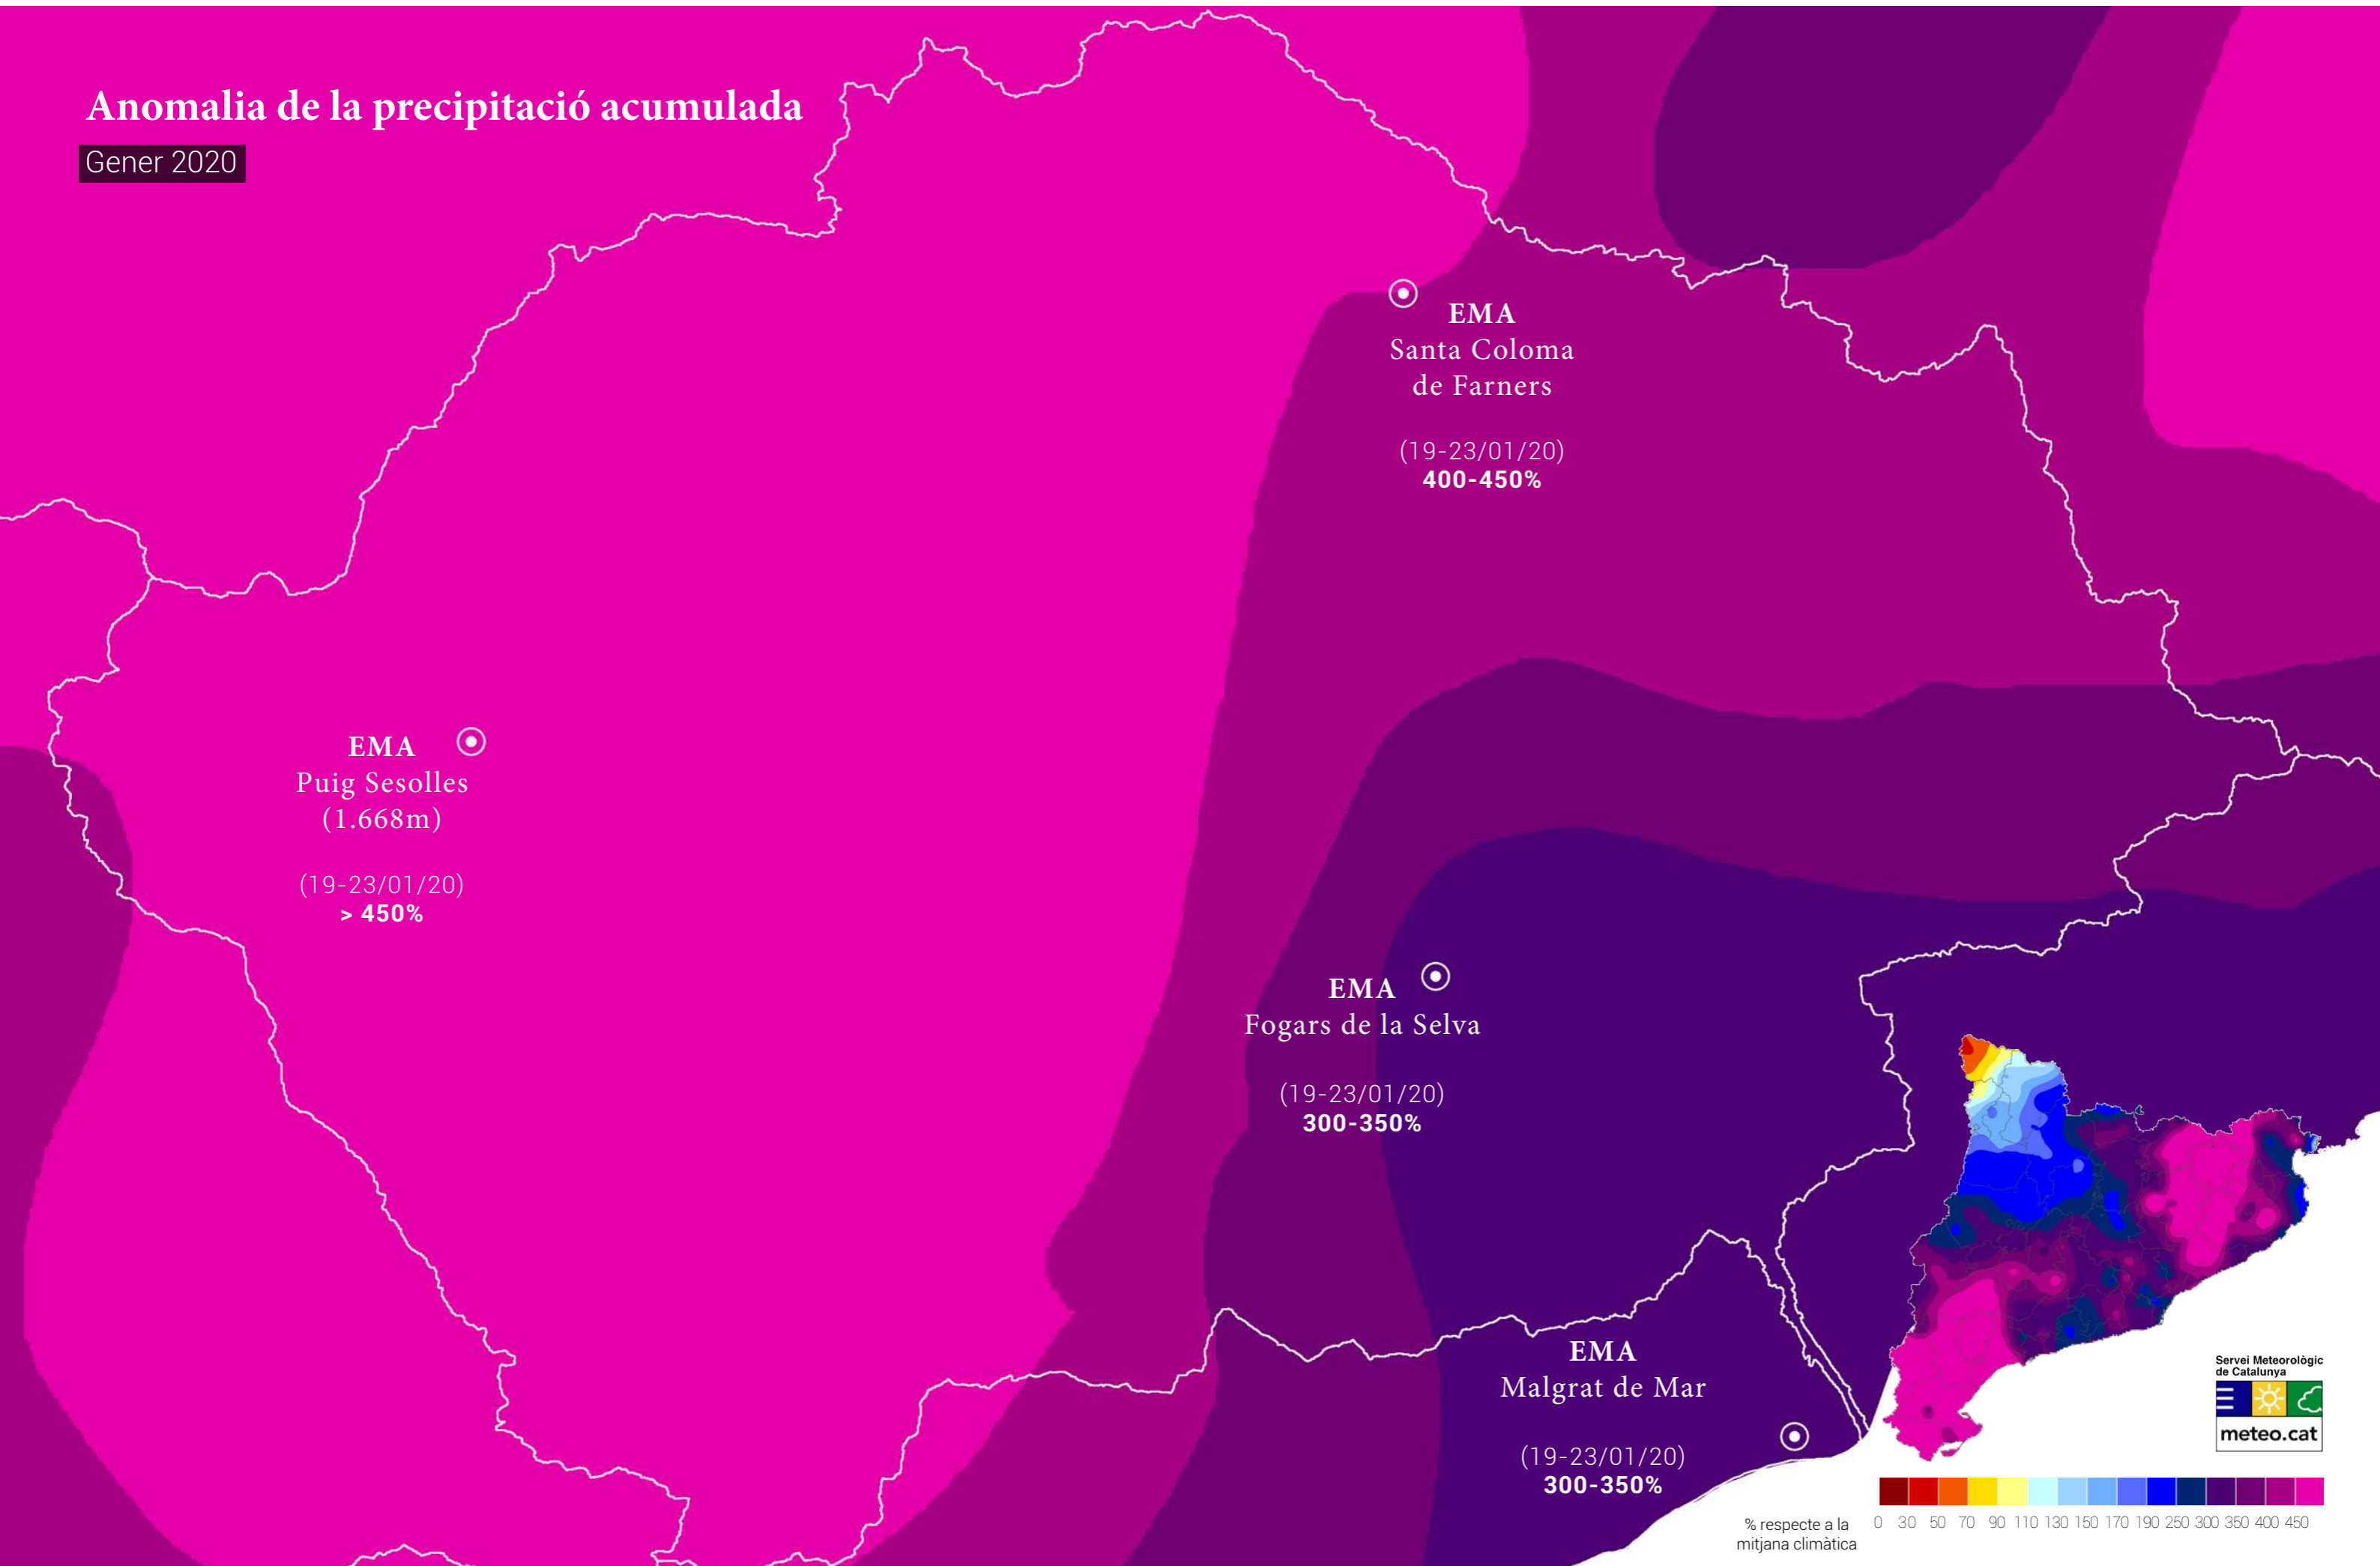 Anomalia de la precipitació acumulada
Gener 2020
EMA
Santa Coloma
de Farners
(19-23/01/20)
400-450%
EMA
Puig Sesolles
(1.668m)
(19-23/01/20)
> 450%
EMA
Fogars de la Selva
(19-23/01/20)
300-350%
EMA
Malgrat de Mar
(19-23/01/20)
300-350%
Servei Meteorològic
de Catalunya
meteo.cat
% respecte a la
mitjana climàtica
0 30 50 70 90 110 130 150 170 190 250 300 350 400 450